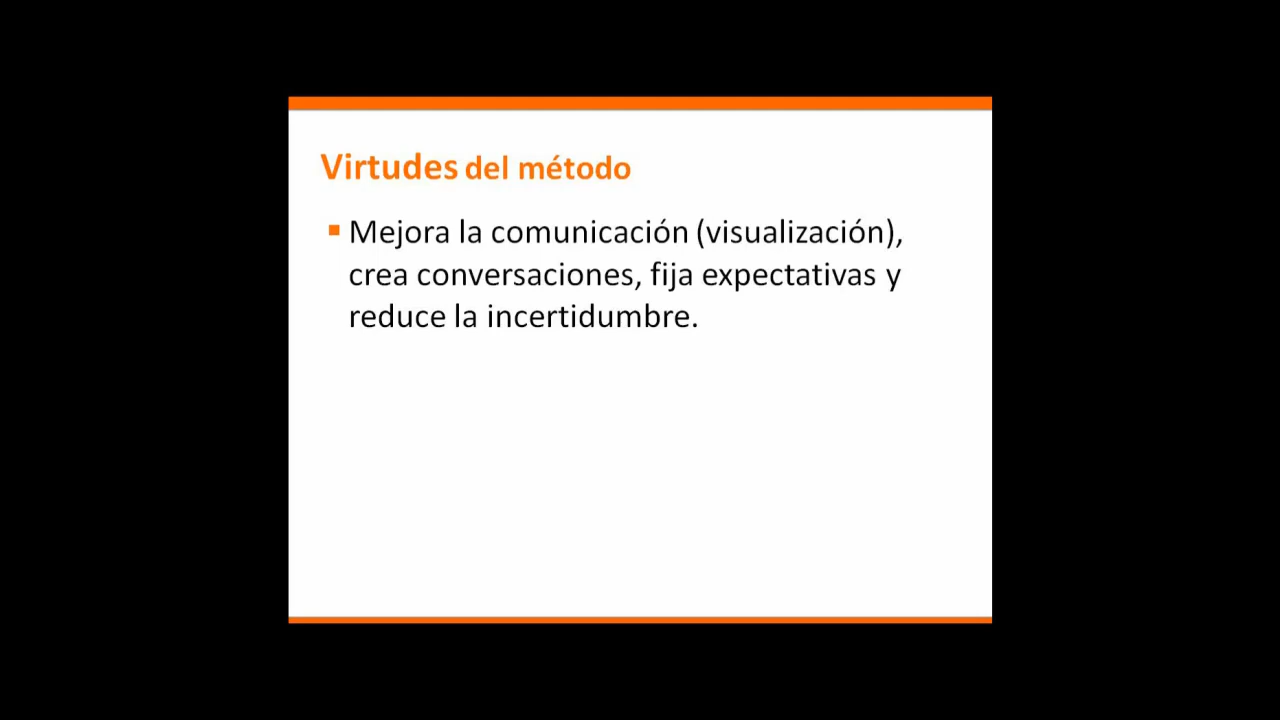 Virtudes del método
Mejora la comunicación (visualización),
crea conversaciones, fija expectativas y
reduce la incertidumbre.